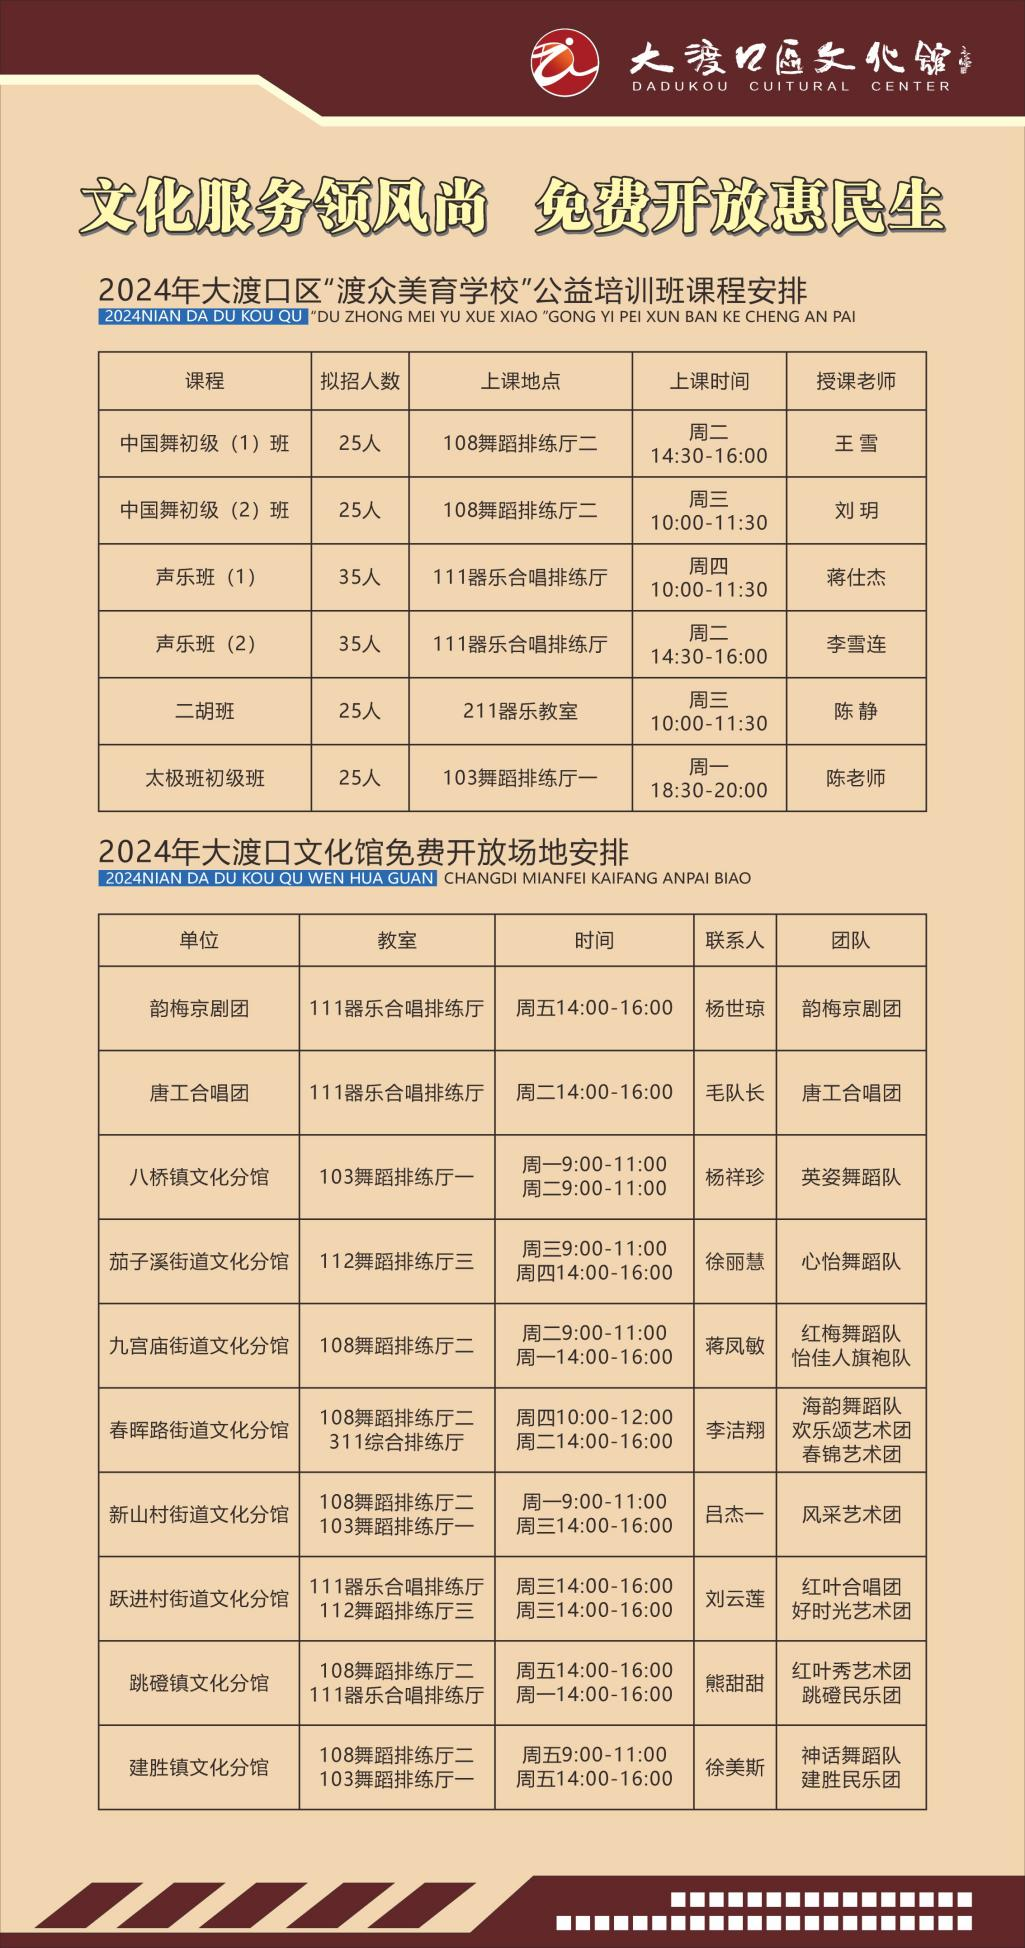 大渡口區文化館
DADUKOU CUITURAL CENTER
文化服务领风尚 免费开放惠民生
2024年大渡口区“渡众美育学校”公益培训班课程安排
2024NIAN DA DU KOU QU “DU ZHONG MEI YU XUE XIAO ”GONG YI PEI XUN BAN KE CHENG AN PAI
课程 拟招人数 上课地点 上课时间 授课老师
中国舞初级（1）班 25人 108舞蹈排练厅二 周二 14:30-16:00 王 雪
中国舞初级（2）班 25人 108舞蹈排练厅二 周三 10:00-11:30 刘 玥
声乐班（1） 35人 111器乐合唱排练厅 周四 10:00-11:30 蒋仕杰
声乐班（2） 35人 111器乐合唱排练厅 周二 14:30-16:00 李雪连
二胡班 25人 211器乐教室 周三 10:00-11:30 陈 静
太极班初级班 25人 103舞蹈排练厅一 周一 18:30-20:00 陈老师
2024年大渡口文化馆免费开放场地安排
2024NIAN DA DU KOU QU WEN HUA GUAN CHANGDI MIANFEI KAIFANG ANPAI BIAO
单位 教室 时间 联系人 团队
韵梅京剧团 111器乐合唱排练厅 周五14:00-16:00 杨世琼 韵梅京剧团
唐工合唱团 111器乐合唱排练厅 周二14:00-16:00 毛队长 唐工合唱团
八桥镇文化分馆 103舞蹈排练厅一 周一9:00-11:00 周二9:00-11:00 杨祥珍 英姿舞蹈队
茄子溪街道文化分馆 112舞蹈排练厅三 周三9:00-11:00 周四14:00-16:00 徐丽慧 心怡舞蹈队
九宫庙街道文化分馆 108舞蹈排练厅二 周二9:00-11:00 周一14:00-16:00 蒋凤敏 红梅舞蹈队 怡佳人旗袍队
春晖路街道文化分馆 108舞蹈排练厅二 311综合排练厅 周四10:00-12:00 周二14:00-16:00 李洁翔 海韵舞蹈队 欢乐颂艺术团 春锦艺术团
新山村街道文化分馆 108舞蹈排练厅二 103舞蹈排练厅一 周一9:00-11:00 周三14:00-16:00 吕杰一 风采艺术团
跃进村街道文化分馆 111器乐合唱排练厅 112舞蹈排练厅三 周三14:00-16:00 周三14:00-16:00 刘云莲 红叶合唱团 好时光艺术团
跳磴镇文化分馆 108舞蹈排练厅二 111器乐合唱排练厅 周五14:00-16:00 周一14:00-16:00 熊甜甜 红叶秀艺术团 跳磴民乐团
建胜镇文化分馆 108舞蹈排练厅二 103舞蹈排练厅一 周五9:00-11:00 周五14:00-16:00 徐美斯 神话舞蹈队 建胜民乐团